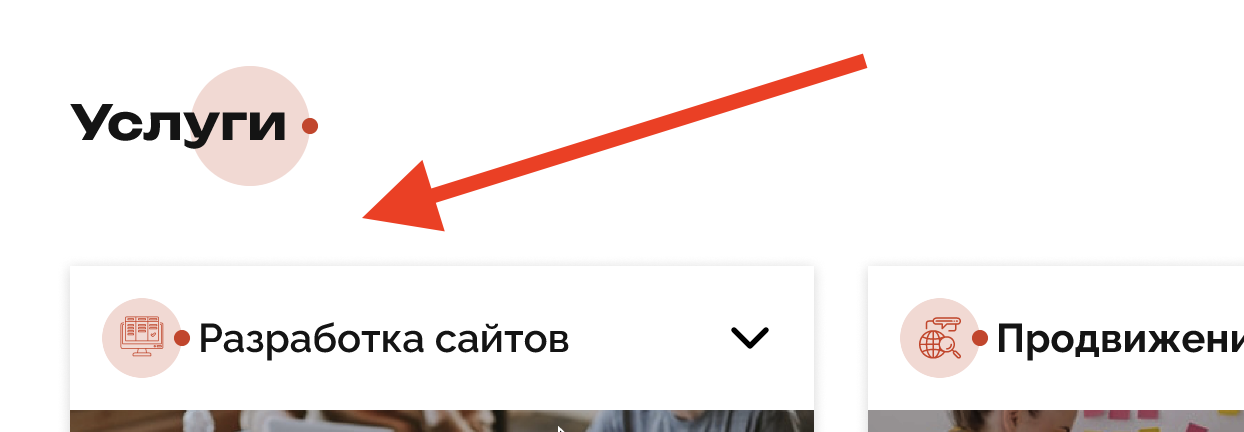 Услуги
Разработка сайтов
Продвижени